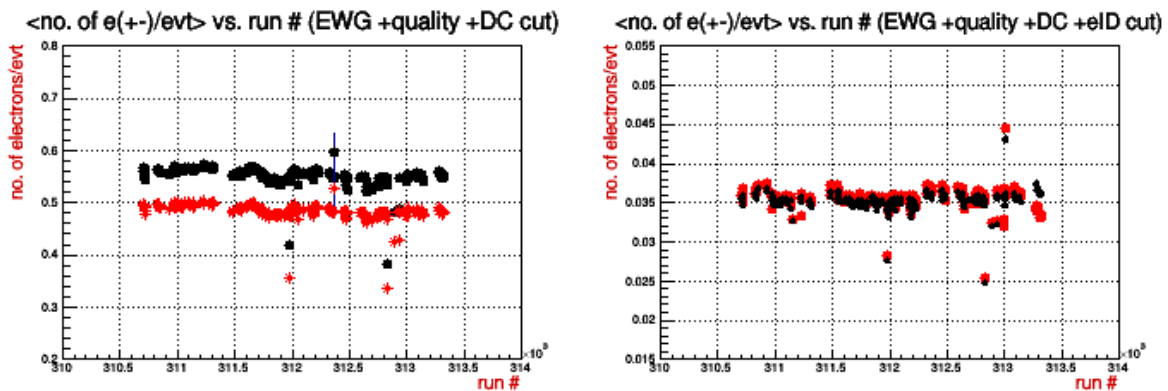 <no. of e(+-)/evt> vs. run # (EWG +quality +DC cut)
no. of electrons/evt
0.8
0.7
0.6
0.5
0.4
0.3
0.2
310 310.5 311 311.5 312 312.5 313 313.5 314
×10³
run #
<no. of e(+-)/evt> vs. run # (EWG +quality +DC +eID cut)
no. of electrons/evt
0.055
0.05
0.045
0.04
0.035
0.03
0.025
0.02
0.015
310 310.5 311 311.5 312 312.5 313 313.5 314
×10³
run #